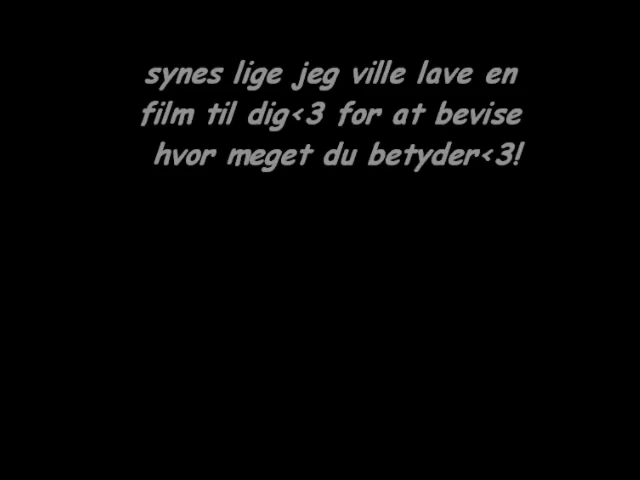 synes lige jeg ville lave en
film til dig<3 for at bevise
hvor meget du betyder<3!